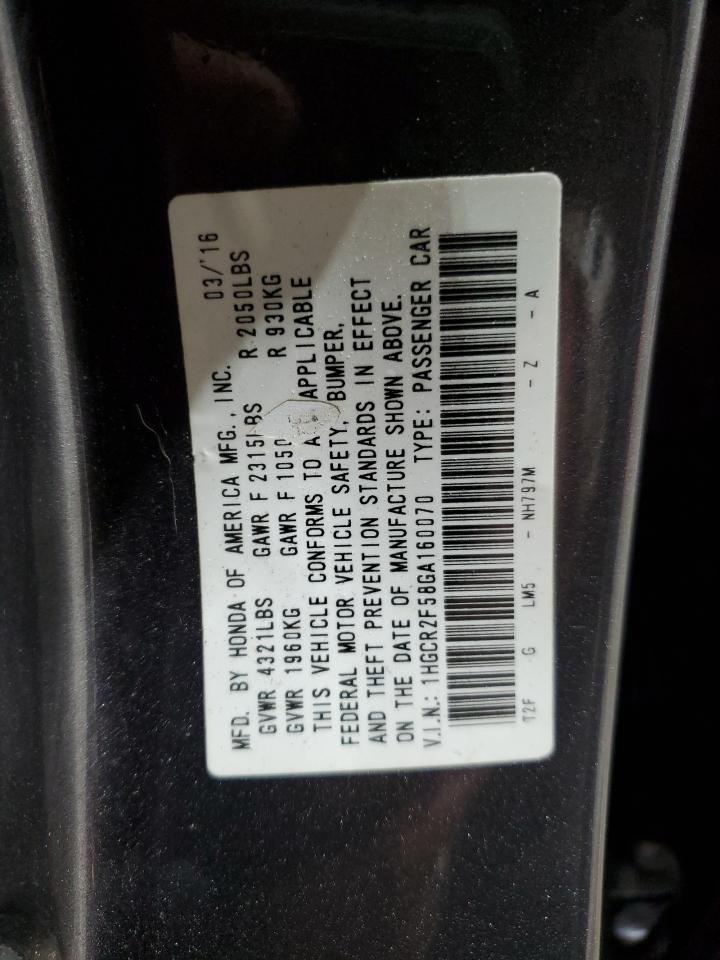 MFD. BY HONDA OF AMERICA MFG., INC. 03/'16
GVWR 4321LBS GAWR F 2315LBS R 2050LBS
GVWR 1960KG GAWR F 1050 R 930KG
THIS VEHICLE CONFORMS TO A APPLICABLE
FEDERAL MOTOR VEHICLE SAFETY, BUMPER,
AND THEFT PREVENTION STANDARDS IN EFFECT
ON THE DATE OF MANUFACTURE SHOWN ABOVE.
V.I.N.: 1HGCR2F58GA160070 TYPE: PASSENGER CAR
T2F G LM5 - NH797M - Z - A